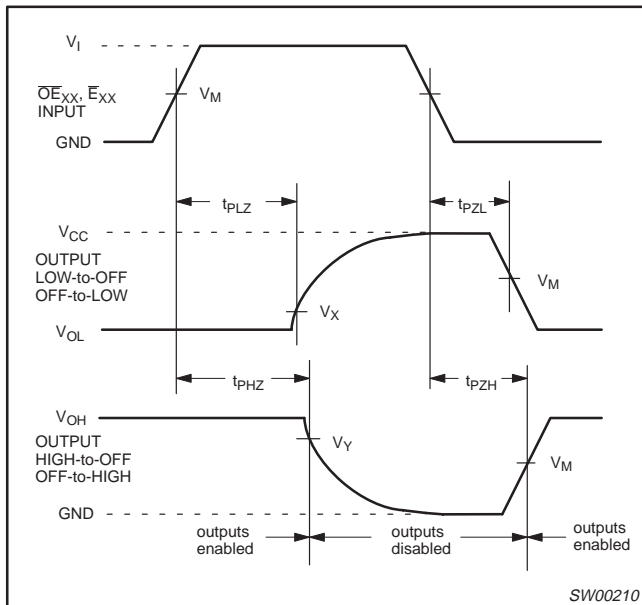 V_I
OE_XX, E_XX
INPUT
V_M
GND
t_PLZ
t_PZL
V_CC
OUTPUT
LOW-to-OFF
OFF-to-LOW
V_M
V_X
V_OL
t_PHZ
t_PZH
V_OH
OUTPUT
HIGH-to-OFF
OFF-to-HIGH
V_Y
V_M
GND
outputs
enabled
outputs
disabled
outputs
enabled
SW00210